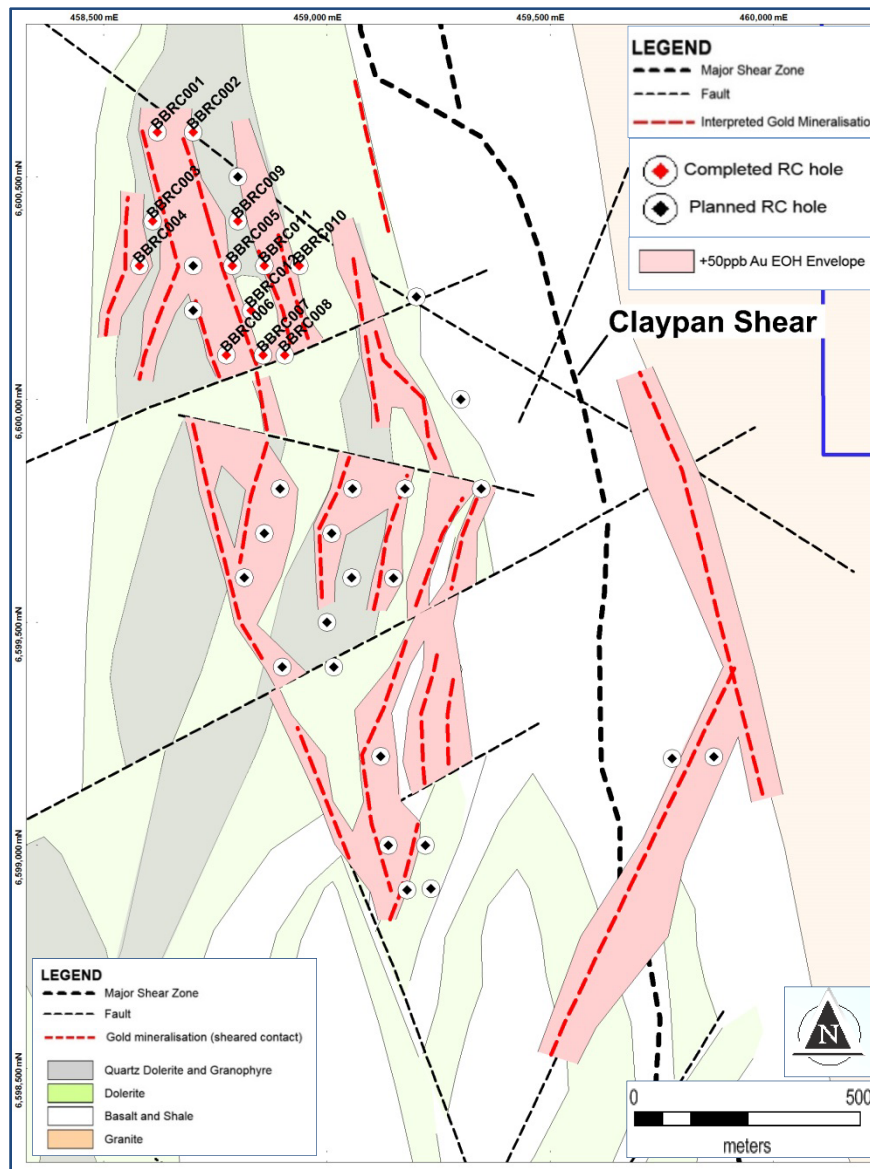 458,500 mE
459,000 mE
459,500 mE
460,000 mE
6,600,500 mN
6,600,000 mN
6,599,500 mN
6,599,000 mN
6,598,500 mN
LEGEND
Major Shear Zone
Fault
Interpreted Gold Mineralisatio
Completed RC hole
Planned RC hole
+50ppb Au EOH Envelope
BBRC001
BBRC002
BBRC003
BBRC009
BBRC004
BBRC005
BBRC011
BBRC010
BBRC012
BBRC006
BBRC007
BBRC008
Claypan Shear
LEGEND
Major Shear Zone
Fault
Gold mineralisation (sheared contact)
Quartz Dolerite and Granophyre
Dolerite
Basalt and Shale
Granite
N
0 500
meters